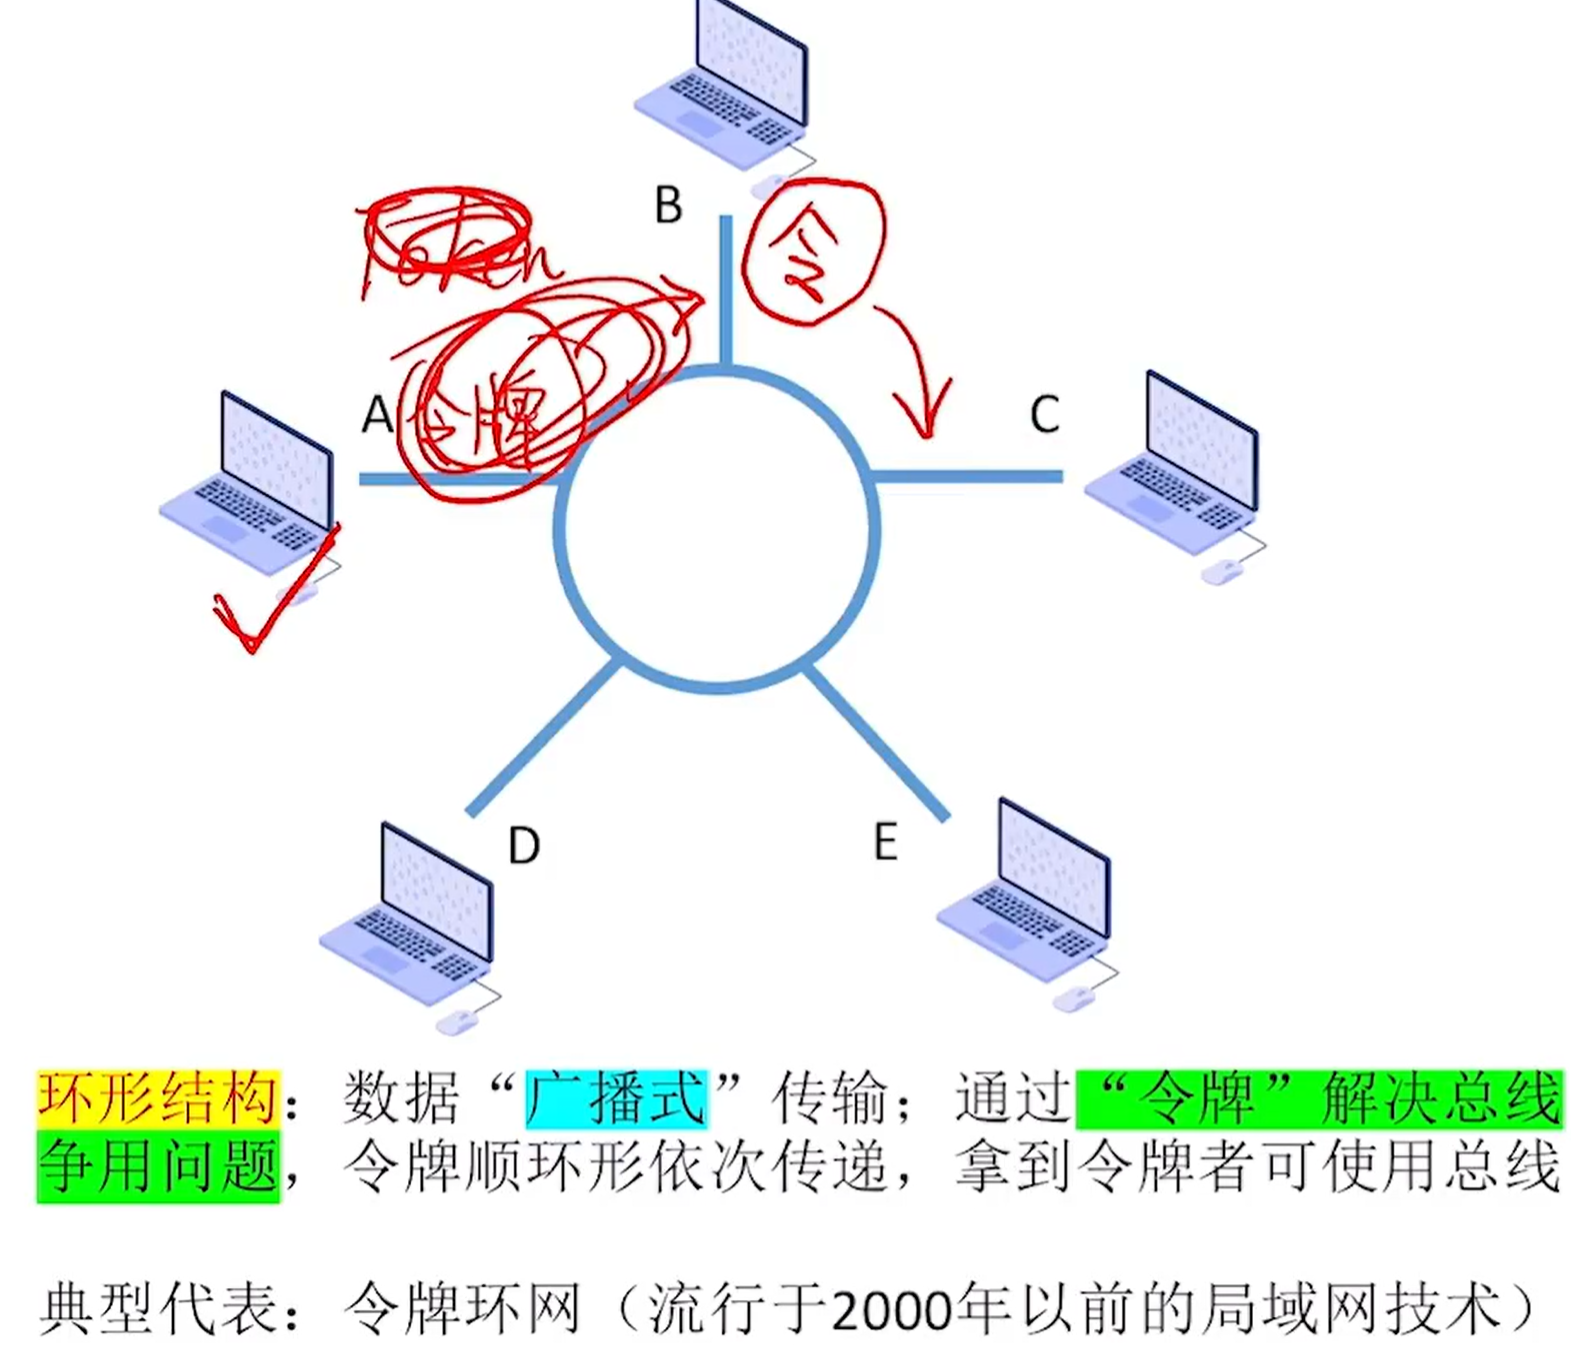 B
令
Token
A
令牌
C
D
E
环形结构：数据“广播式”传输；通过“令牌”解决总线
争用问题，令牌顺环形依次传递，拿到令牌者可使用总线
典型代表：令牌环网（流行于2000年以前的局域网技术）